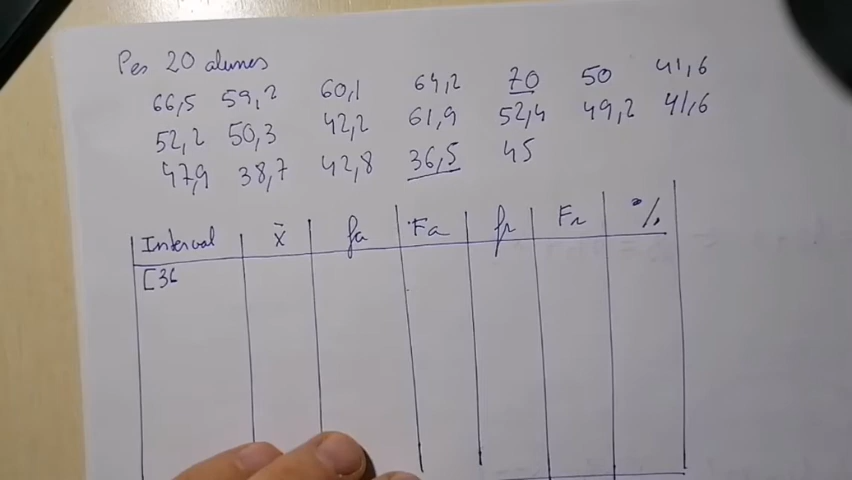 Pes 20 alumnes
66,5 59,2 60,1 64,2 70 50 41,6
52,2 50,3 42,2 61,9 52,4 49,2 41,6
47,9 38,7 42,8 36,5 45
Interval x̄ fa Fa fr Fr %
[36